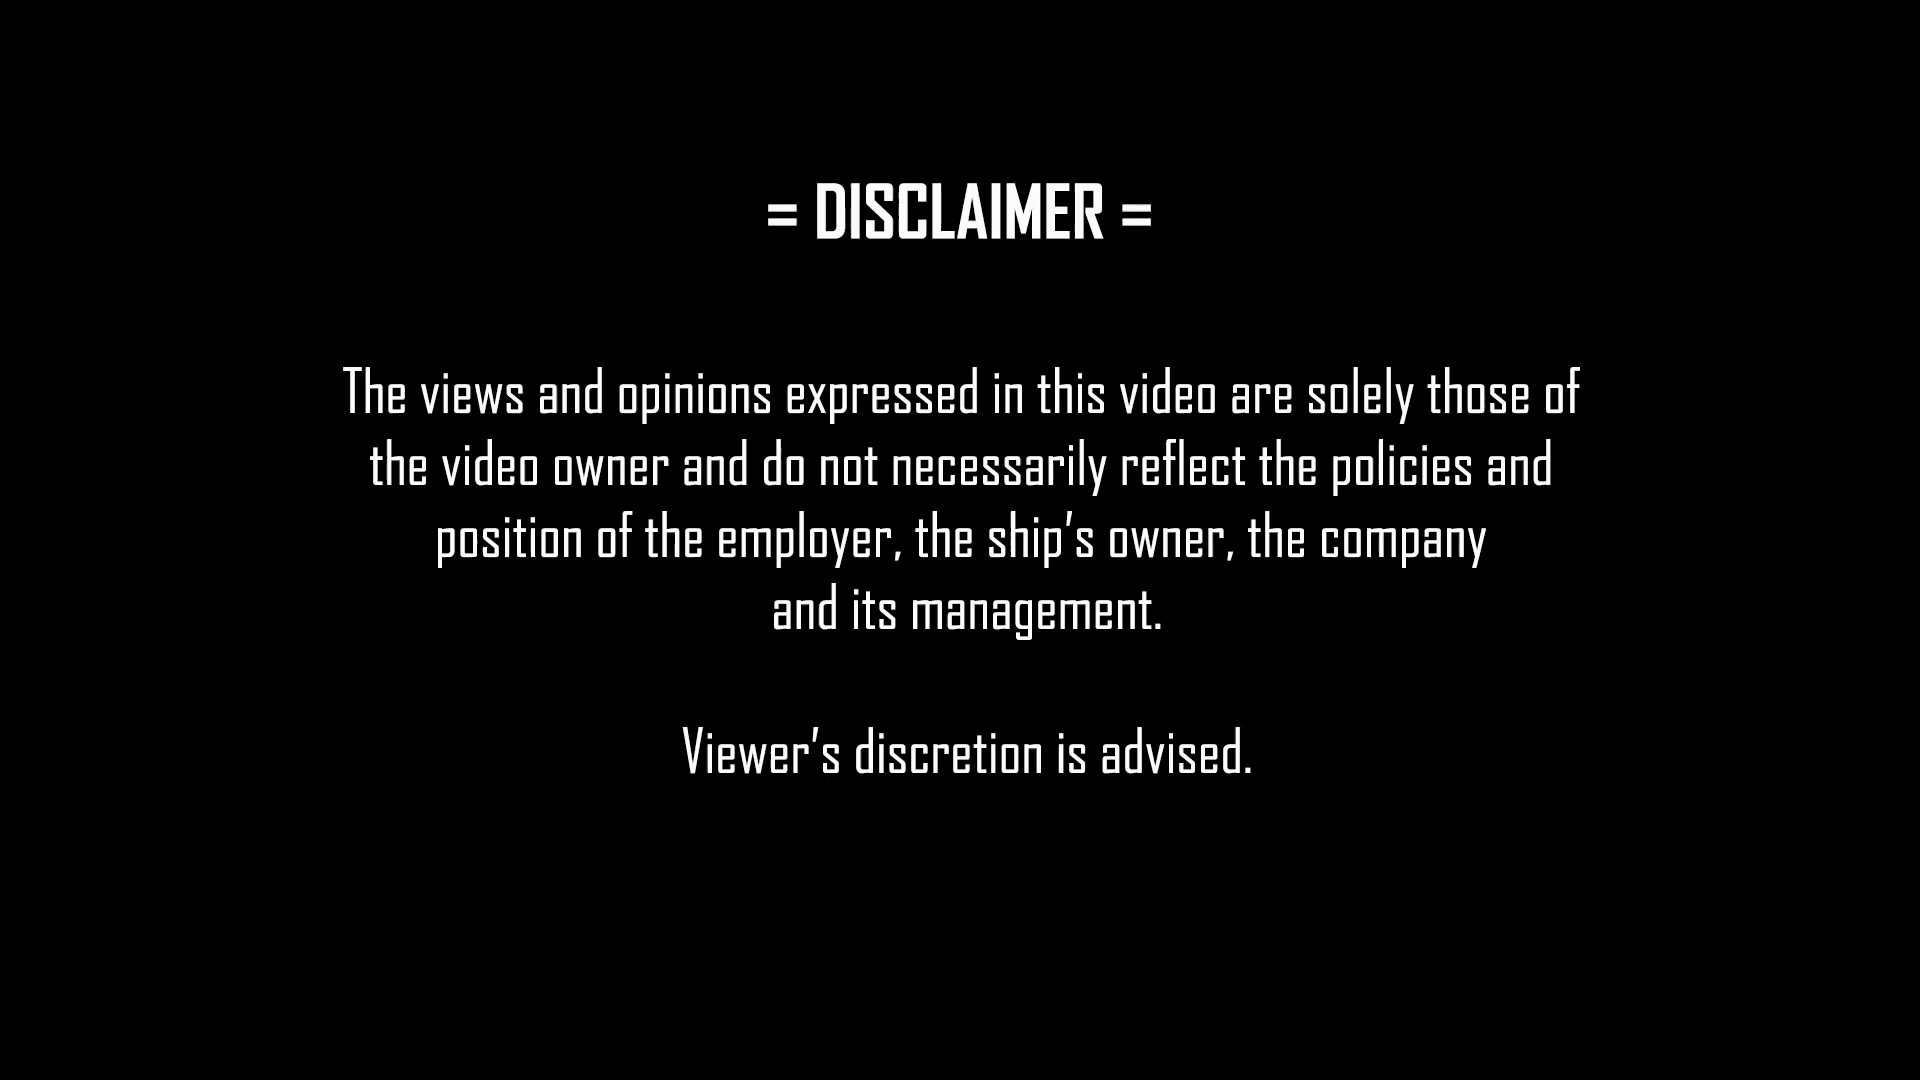 = DISCLAIMER =
The views and opinions expressed in this video are solely those of
the video owner and do not necessarily reflect the policies and
position of the employer, the ship's owner, the company
and its management.
Viewer's discretion is advised.